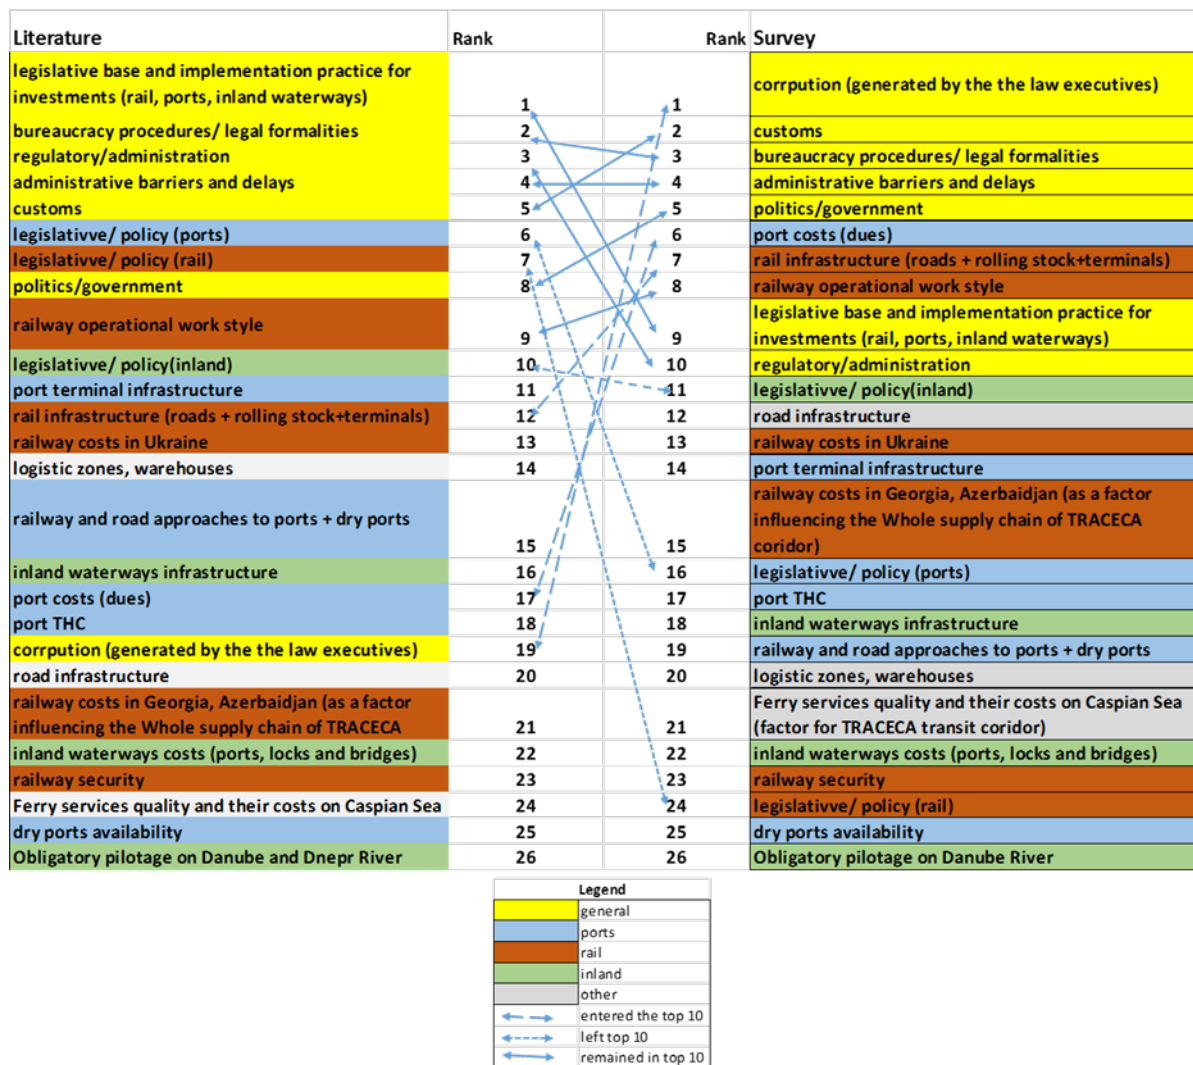 Literature Rank Rank Survey
legislative base and implementation practice for
investments (rail, ports, inland waterways) 1 1 corrpution (generated by the the law executives)
bureaucracy procedures/ legal formalities 2 2 customs
regulatory/administration 3 3 bureaucracy procedures/ legal formalities
administrative barriers and delays 4 4 administrative barriers and delays
customs 5 5 politics/government
legislativve/ policy (ports) 6 6 port costs (dues)
legislativve/ policy (rail) 7 7 rail infrastructure (roads + rolling stock+terminals)
politics/government 8 8 railway operational work style
railway operational work style 9 9 legislative base and implementation practice for
investments (rail, ports, inland waterways)
legislativve/ policy(inland) 10 10 regulatory/administration
port terminal infrastructure 11 11 legislativve/ policy(inland)
rail infrastructure (roads + rolling stock+terminals) 12 12 road infrastructure
railway costs in Ukraine 13 13 railway costs in Ukraine
logistic zones, warehouses 14 14 port terminal infrastructure
railway and road approaches to ports + dry ports 15 15 railway costs in Georgia, Azerbaidjan (as a factor
influencing the Whole supply chain of TRACECA
coridor)
inland waterways infrastructure 16 16 legislativve/ policy (ports)
port costs (dues) 17 17 port THC
port THC 18 18 inland waterways infrastructure
corrpution (generated by the the law executives) 19 19 railway and road approaches to ports + dry ports
road infrastructure 20 20 logistic zones, warehouses
railway costs in Georgia, Azerbaidjan (as a factor
influencing the Whole supply chain of TRACECA 21 21 Ferry services quality and their costs on Caspian Sea
(factor for TRACECA transit coridor)
inland waterways costs (ports, locks and bridges) 22 22 inland waterways costs (ports, locks and bridges)
railway security 23 23 railway security
Ferry services quality and their costs on Caspian Sea 24 24 legislativve/ policy (rail)
dry ports availability 25 25 dry ports availability
Obligatory pilotage on Danube and Dnepr River 26 26 Obligatory pilotage on Danube River
Legend
general
ports
rail
inland
other
entered the top 10
left top 10
remained in top 10